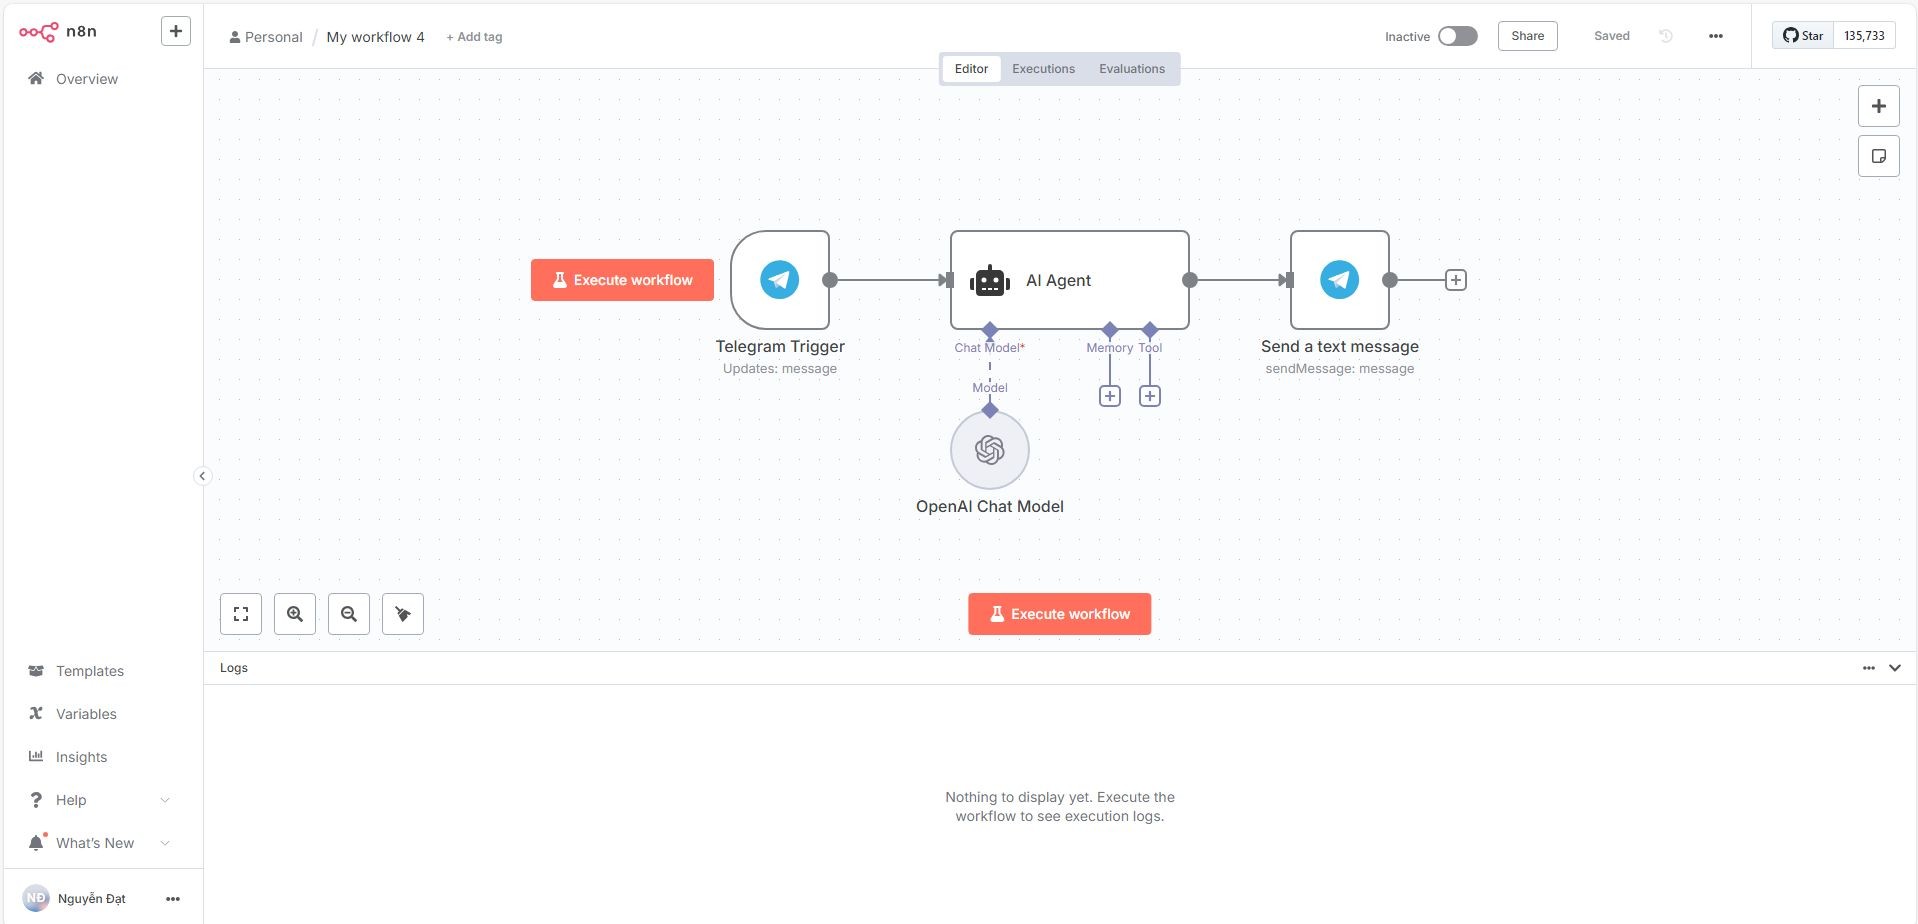 n8n
Personal / My workflow 4 + Add tag
Inactive Share Saved Star 135,733
Overview
Editor Executions Evaluations
Execute workflow
AI Agent
Telegram Trigger
Updates: message
Chat Model*
Memory Tool
Send a text message
sendMessage: message
Model
OpenAI Chat Model
Execute workflow
Logs
Nothing to display yet. Execute the
workflow to see execution logs.
Templates
Variables
Insights
Help
What's New
NĐ Nguyễn Đạt